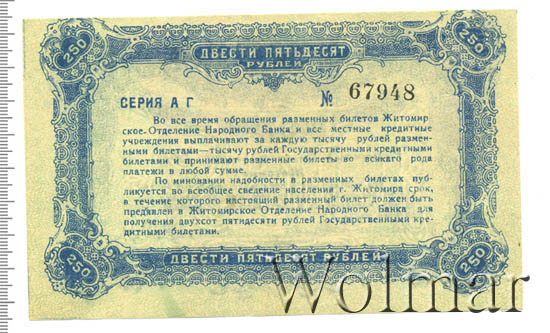 250 250
ДВЕСТИ ПЯТЬДЕСЯТ
РУБЛЕЙ
СЕРИЯ А Г № 67948
Во все время обращения разменных билетов Житомир
ское Отделение Народного Банка и все местные кредитные
учреждения выплачивают за каждую тысячу рублей размен-
ными билетами—тысячу рублей Государственными кредитными
билетами и принимают разменные билеты во всякого рода
платежи в любой сумме.
По миновании надобности в разменных билетах пуб-
ликуется во всеобщее сведение населения г. Житомира срок,
в течение которого настоящий разменный билет должен быть
предъявлен в Житомирское Отделение Народного Банка для
получения двухсот пятидесяти рублей Государственными кре-
дитными билетами.
ДВЕСТИ ПЯТЬДЕСЯТ РУБЛЕЙ
250 250
Wolmar